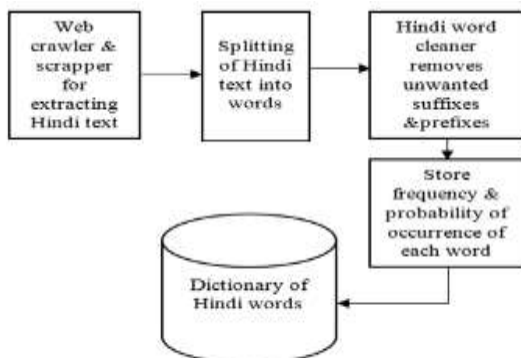 Web
crawler &
scrapper
for
extracting
Hindi text
Splitting
of Hindi
text into
words
Hindi word
cleaner
removes
unwanted
suffixes
&prefixes
Store
frequency &
probability of
occurrence of
each word
Dictionary of
Hindi words